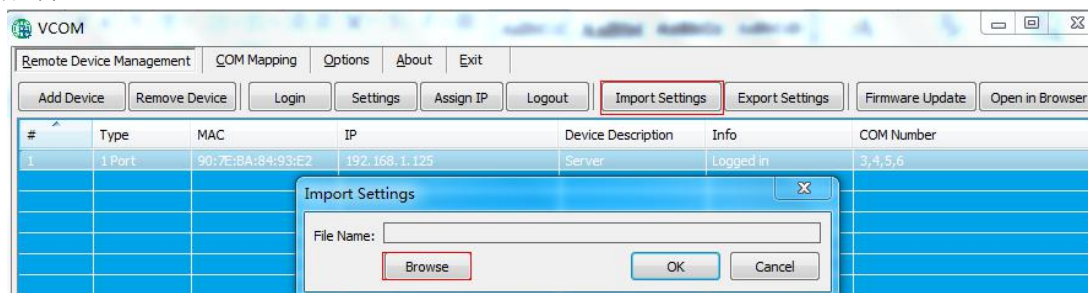 VCOM
Remote Device Management COM Mapping Options About Exit
Add Device Remove Device Login Settings Assign IP Logout Import Settings Export Settings Firmware Update Open in Browser
# Type MAC IP Device Description Info COM Number
1 1 Port 90:7E:BA:84:93:E2 192.168.1.125 Server Logged in 3,4,5,6
Import Settings
File Name:
Browse OK Cancel